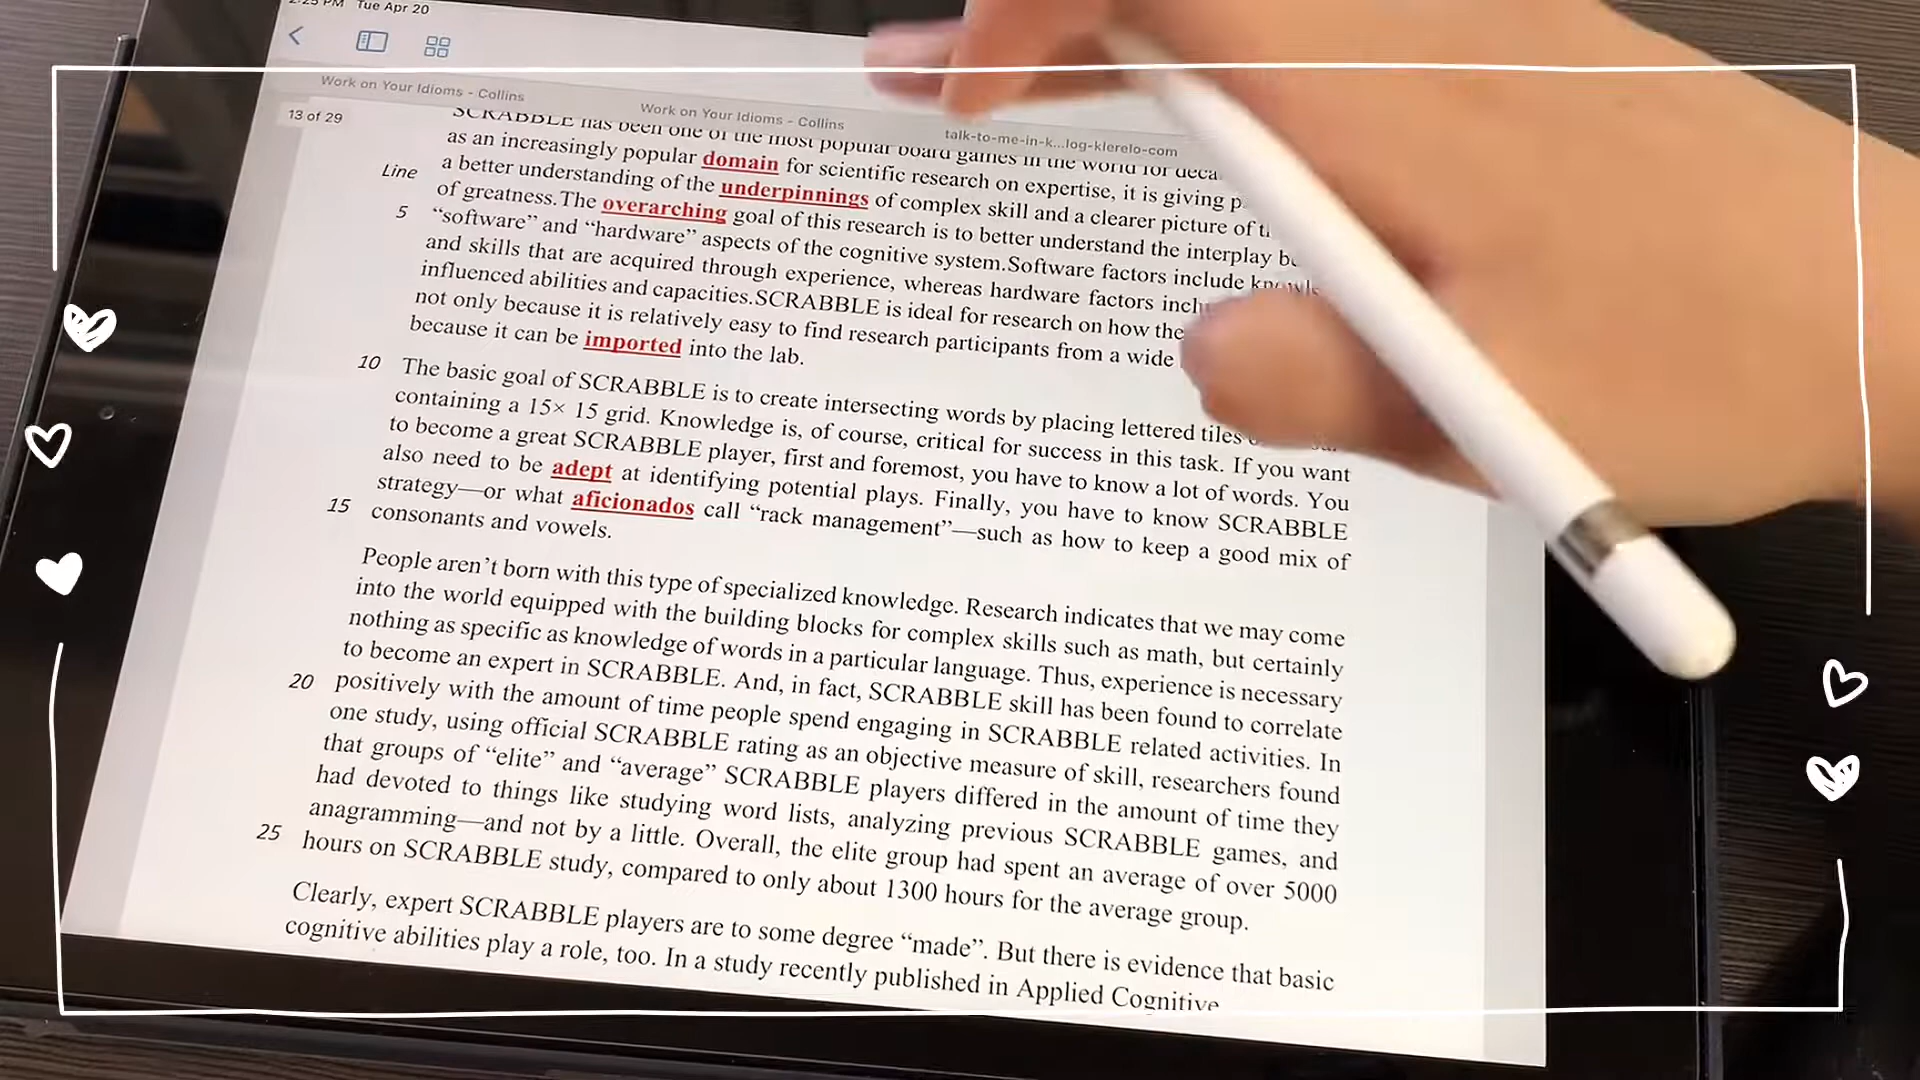 2:25 PM Tue Apr 20
Work on Your Idioms - Collins
Work on Your Idioms - Collins
talk-to-me-in-k...log-klerelo-com
13 of 29
SCRABBLE has been one of the most popular board games in the world for deca
as an increasingly popular domain for scientific research on expertise, it is giving
Line a better understanding of the underpinnings of complex skill and a clearer picture of
of greatness.The overarching goal of this research is to better understand the interplay
5 “software” and “hardware” aspects of the cognitive system.Software factors include
and skills that are acquired through experience, whereas hardware factors
influenced abilities and capacities.SCRABBLE is ideal for research on how the
not only because it is relatively easy to find research participants from a wide
because it can be imported into the lab.
10 The basic goal of SCRABBLE is to create intersecting words by placing lettered tiles
containing a 15× 15 grid. Knowledge is, of course, critical for success in this task. If you want
to become a great SCRABBLE player, first and foremost, you have to know a lot of words. You
also need to be adept at identifying potential plays. Finally, you have to know SCRABBLE
strategy—or what aficionados call “rack management”—such as how to keep a good mix of
15 consonants and vowels.
People aren’t born with this type of specialized knowledge. Research indicates that we may come
into the world equipped with the building blocks for complex skills such as math, but certainly
nothing as specific as knowledge of words in a particular language. Thus, experience is necessary
to become an expert in SCRABBLE. And, in fact, SCRABBLE skill has been found to correlate
20 positively with the amount of time people spend engaging in SCRABBLE related activities. In
one study, using official SCRABBLE rating as an objective measure of skill, researchers found
that groups of “elite” and “average” SCRABBLE players differed in the amount of time they
had devoted to things like studying word lists, analyzing previous SCRABBLE games, and
anagramming—and not by a little. Overall, the elite group had spent an average of over 5000
25 hours on SCRABBLE study, compared to only about 1300 hours for the average group.
Clearly, expert SCRABBLE players are to some degree “made”. But there is evidence that basic
cognitive abilities play a role, too. In a study recently published in Applied Cognitive